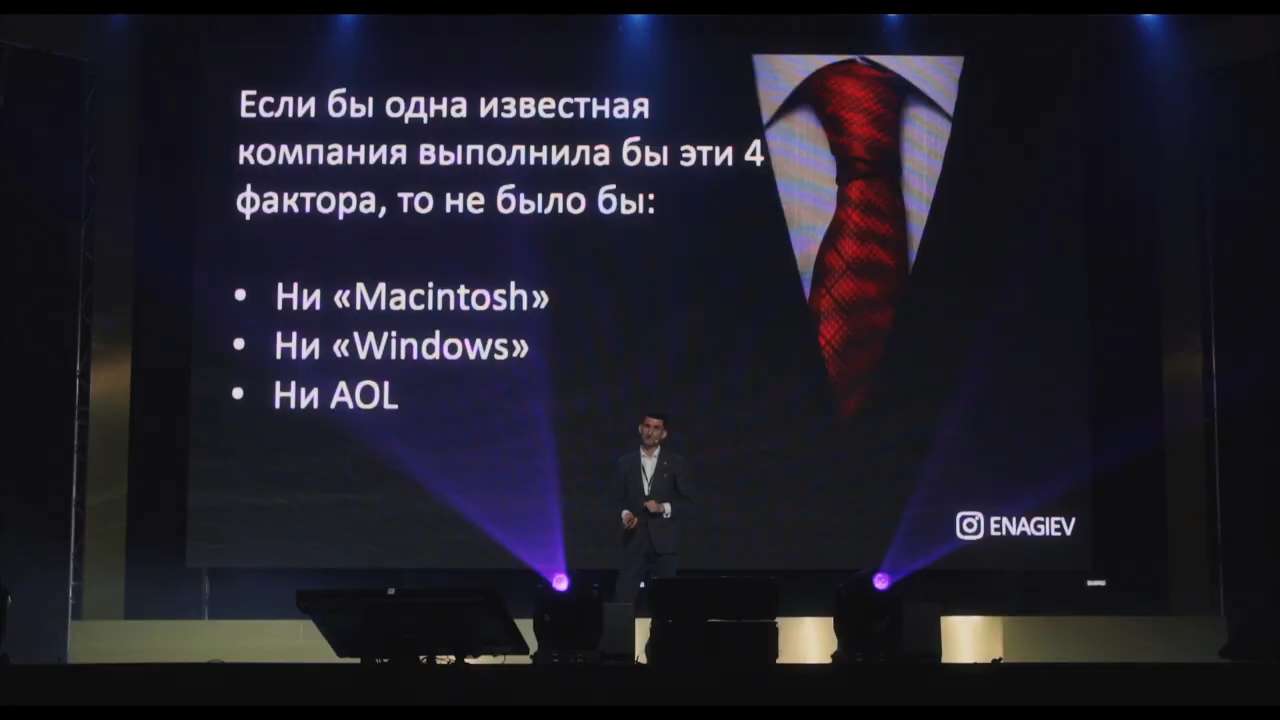 Если бы одна известная
компания выполнила бы эти 4
фактора, то не было бы:
• Ни «Macintosh»
• Ни «Windows»
• Ни AOL
ENAGIEV